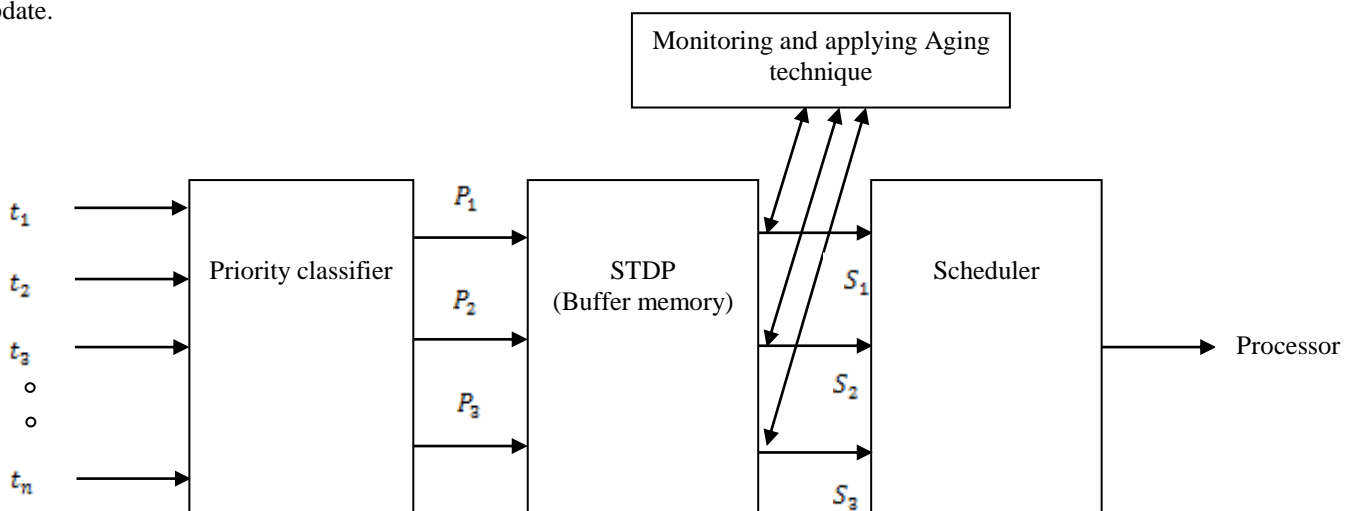 date.
Monitoring and applying Aging
technique
t₁
t₂
t₃
tₙ
Priority classifier
P₁
P₂
P₃
STDP
(Buffer memory)
S₁
S₂
S₃
Scheduler
Processor